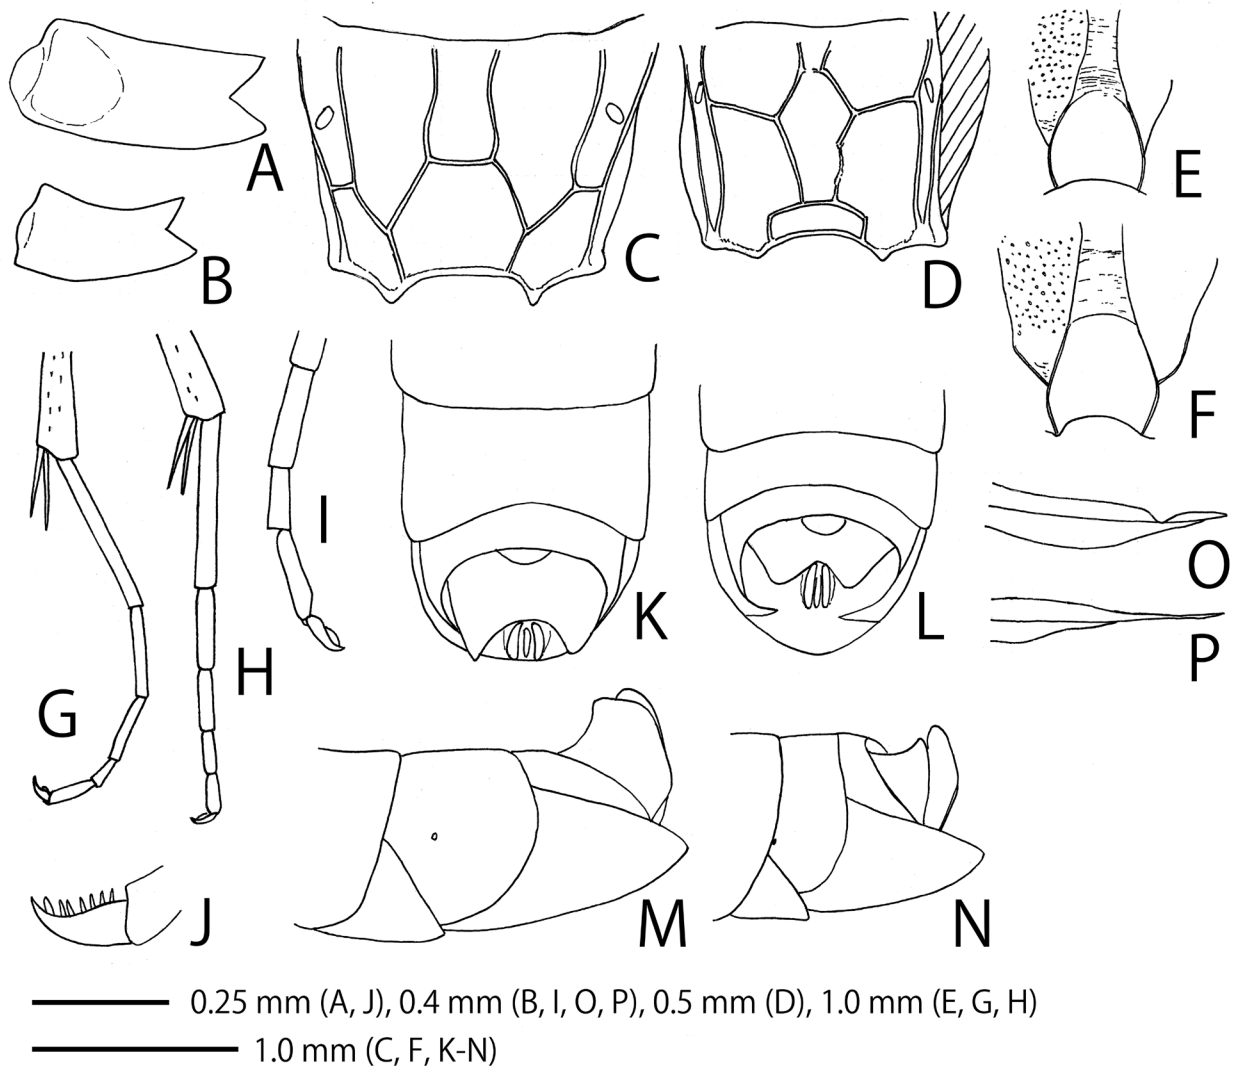 A
B
C
D
E
F
G
H
I
J
K
L
M
N
O
P
0.25 mm (A, J), 0.4 mm (B, I, O, P), 0.5 mm (D), 1.0 mm (E, G, H)
1.0 mm (C, F, K-N)